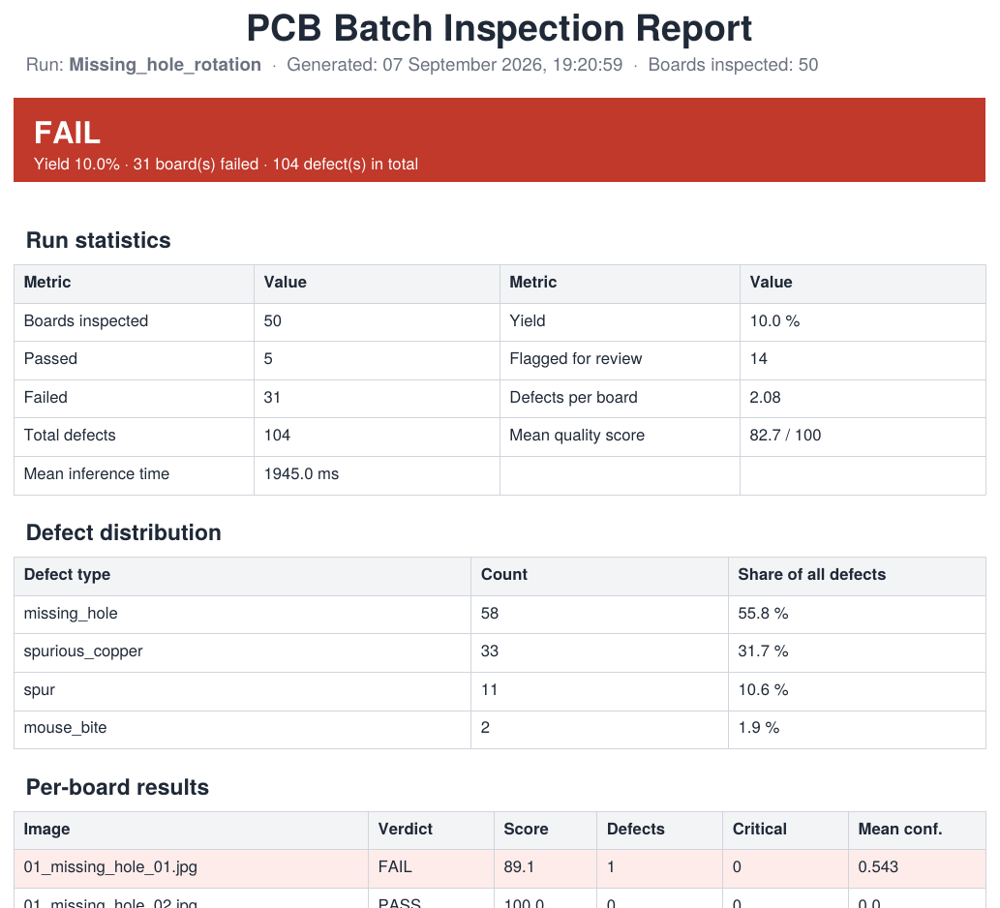 PCB Batch Inspection Report
Run: Missing_hole_rotation · Generated: 07 September 2026, 19:20:59 · Boards inspected: 50
FAIL
Yield 10.0% · 31 board(s) failed · 104 defect(s) in total
Run statistics
Metric Value Metric Value
Boards inspected 50 Yield 10.0 %
Passed 5 Flagged for review 14
Failed 31 Defects per board 2.08
Total defects 104 Mean quality score 82.7 / 100
Mean inference time 1945.0 ms
Defect distribution
Defect type Count Share of all defects
missing_hole 58 55.8 %
spurious_copper 33 31.7 %
spur 11 10.6 %
mouse_bite 2 1.9 %
Per-board results
Image Verdict Score Defects Critical Mean conf.
01_missing_hole_01.jpg FAIL 89.1 1 0 0.543
01_missing_hole_02.jpg PASS 100.0 0 0 0.0